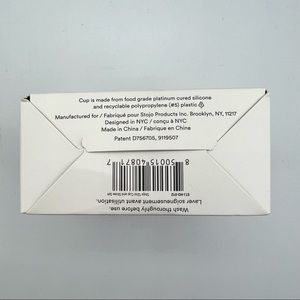 Cup is made from food grade platinum cured silicone
and recyclable polypropylene (#5) plastic
Manufactured for / Fabriqué pour Stojo Products Inc. Brooklyn, NY, 11217
Designed in NYC / conçu à NYC
Made in China / Fabrique en China
Patent D756705, 9119507
Wash thoroughly before use.
Laver soigneusement avant utilisation.
8 50015 40871 7